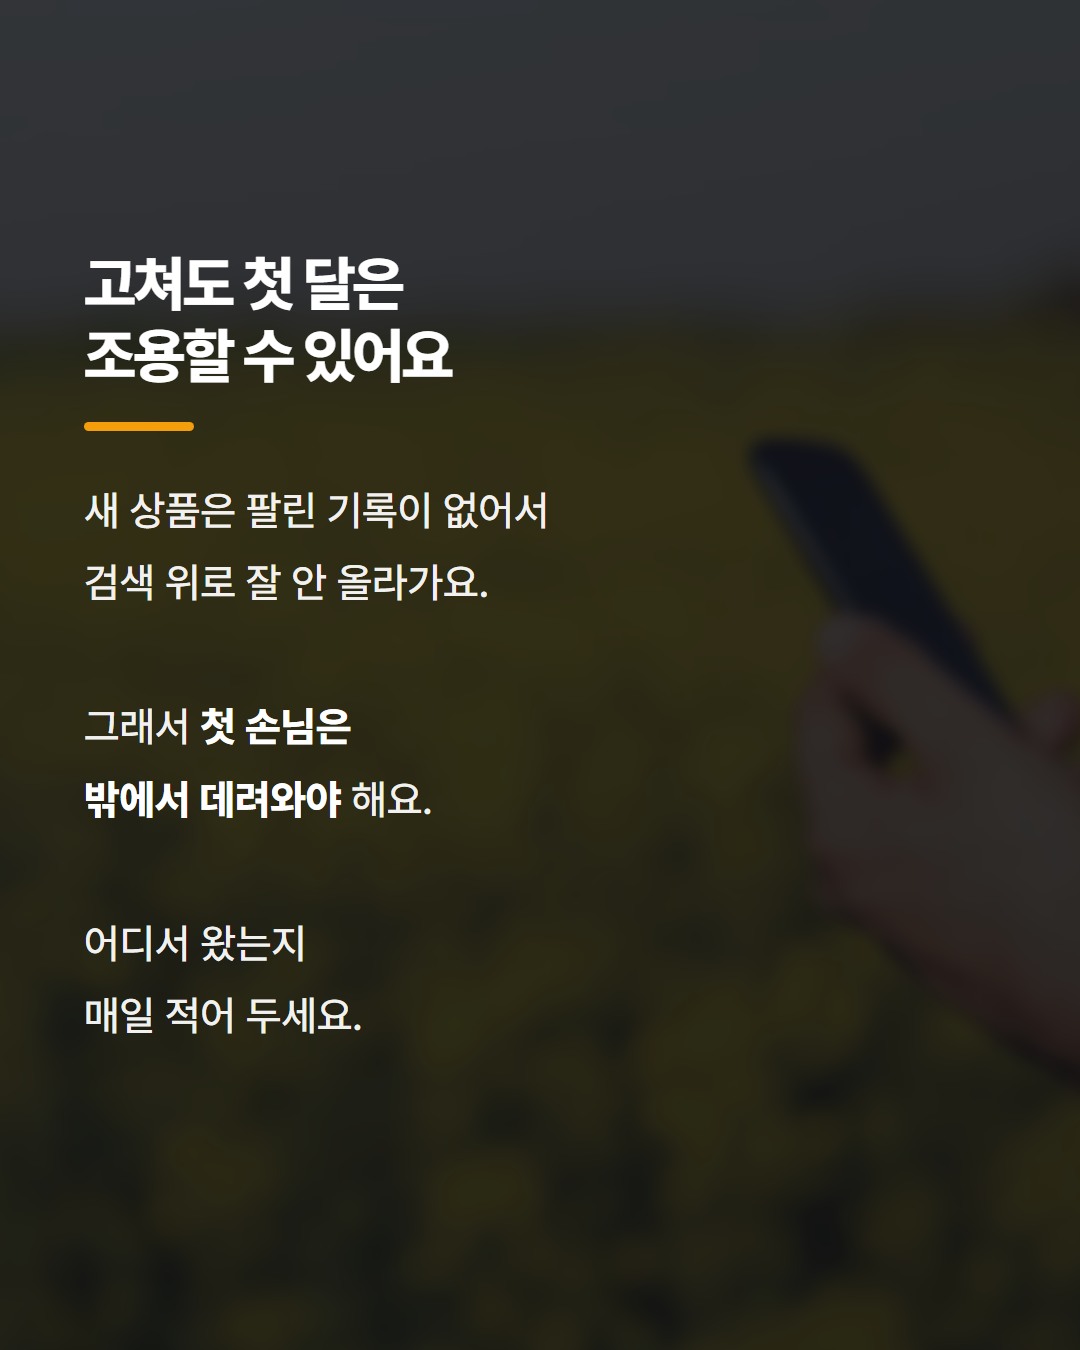 고쳐도 첫 달은
조용할 수 있어요
새 상품은 팔린 기록이 없어서
검색 위로 잘 안 올라가요.
그래서 첫 손님은
밖에서 데려와야 해요.
어디서 왔는지
매일 적어 두세요.